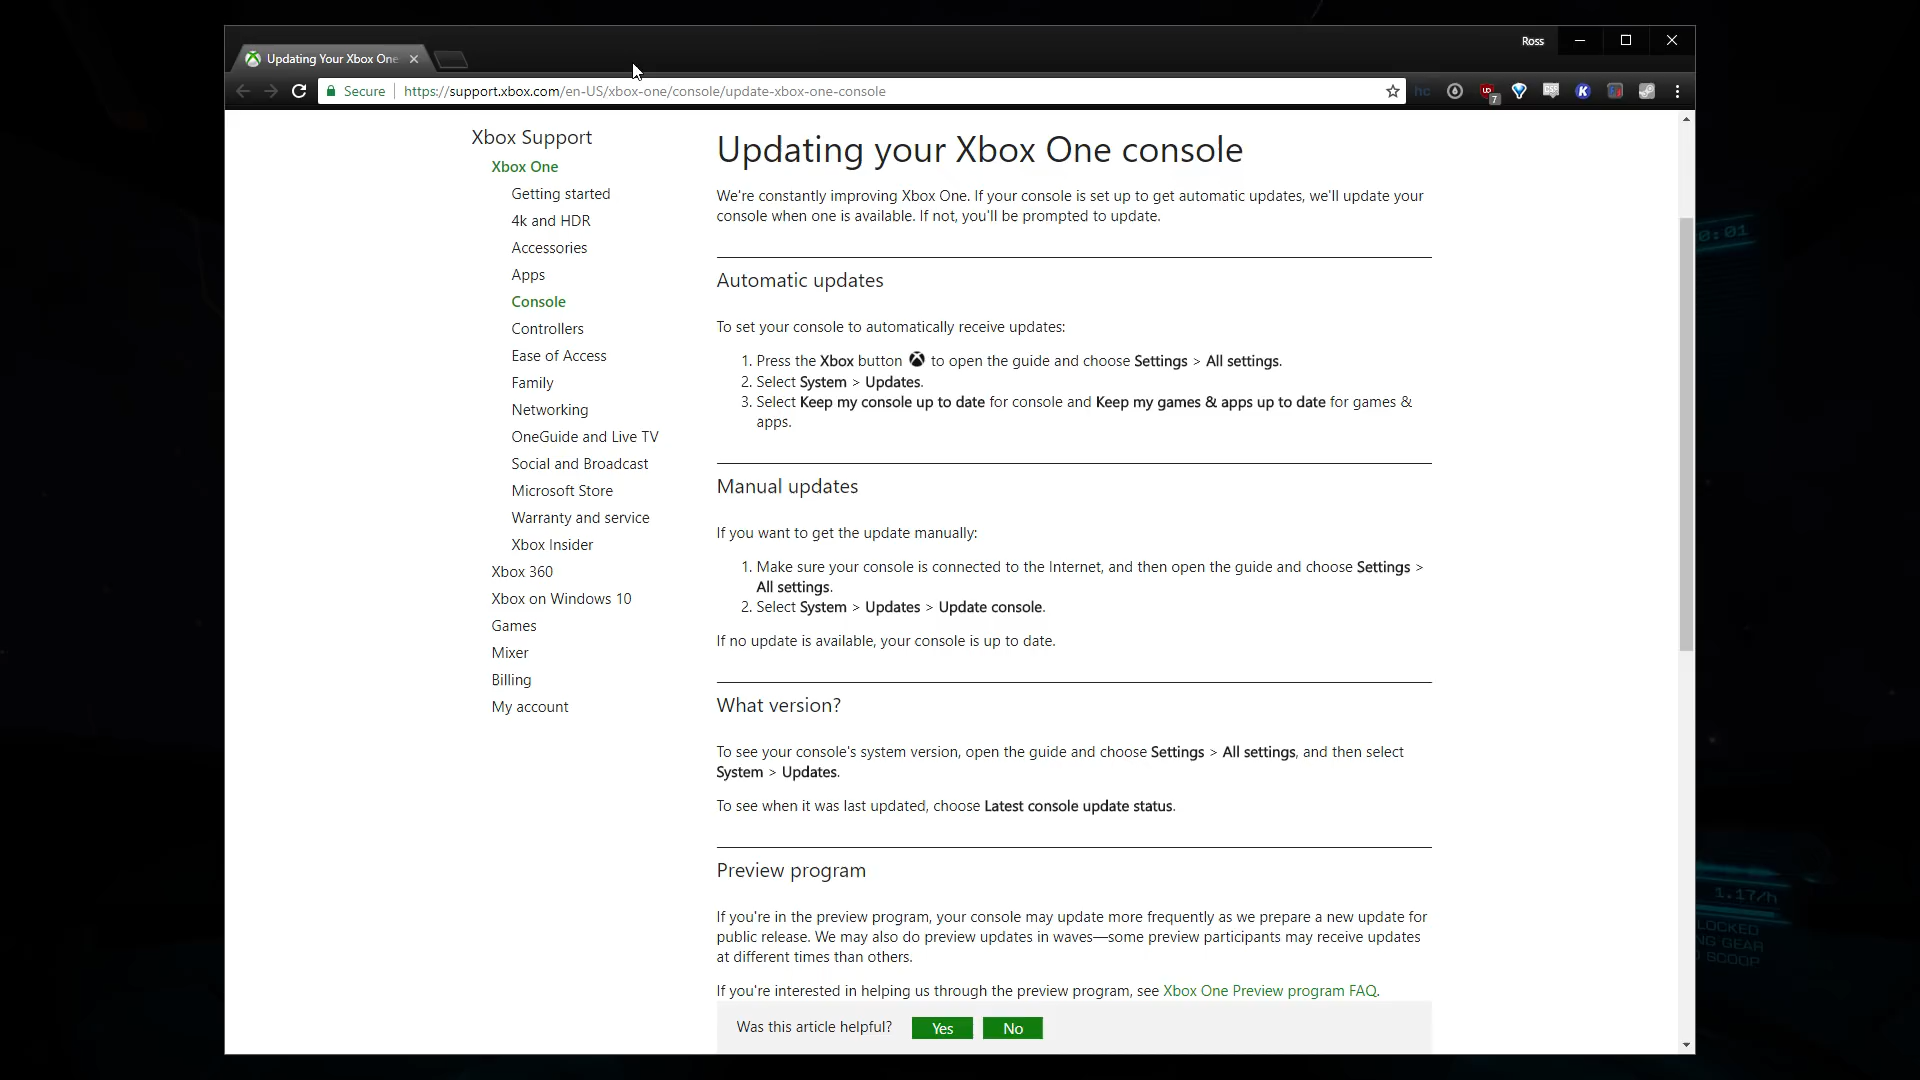 Ross
Updating Your Xbox One
Secure https://support.xbox.com/en-US/xbox-one/console/update-xbox-one-console
hc
7
K
Xbox Support
Xbox One
Getting started
4k and HDR
Accessories
Apps
Console
Controllers
Ease of Access
Family
Networking
OneGuide and Live TV
Social and Broadcast
Microsoft Store
Warranty and service
Xbox Insider
Xbox 360
Xbox on Windows 10
Games
Mixer
Billing
My account
Updating your Xbox One console
We're constantly improving Xbox One. If your console is set up to get automatic updates, we'll update your
console when one is available. If not, you'll be prompted to update.
Automatic updates
To set your console to automatically receive updates:
1. Press the Xbox button to open the guide and choose Settings > All settings.
2. Select System > Updates.
3. Select Keep my console up to date for console and Keep my games & apps up to date for games &
apps.
Manual updates
If you want to get the update manually:
1. Make sure your console is connected to the Internet, and then open the guide and choose Settings >
All settings.
2. Select System > Updates > Update console.
If no update is available, your console is up to date.
What version?
To see your console's system version, open the guide and choose Settings > All settings, and then select
System > Updates.
To see when it was last updated, choose Latest console update status.
Preview program
If you're in the preview program, your console may update more frequently as we prepare a new update for
public release. We may also do preview updates in waves—some preview participants may receive updates
at different times than others.
If you're interested in helping us through the preview program, see Xbox One Preview program FAQ.
Was this article helpful? Yes No
0:01
1.17/h
LOCKED
NG GEAR
SCOOP